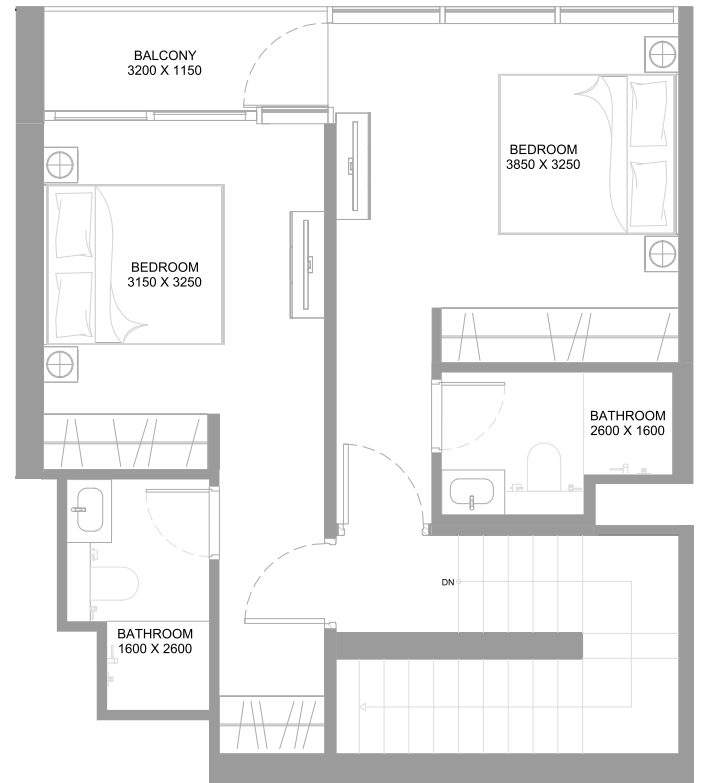 BALCONY
3200 X 1150
BEDROOM
3850 X 3250
BEDROOM
3150 X 3250
BATHROOM
2600 X 1600
DN
BATHROOM
1600 X 2600